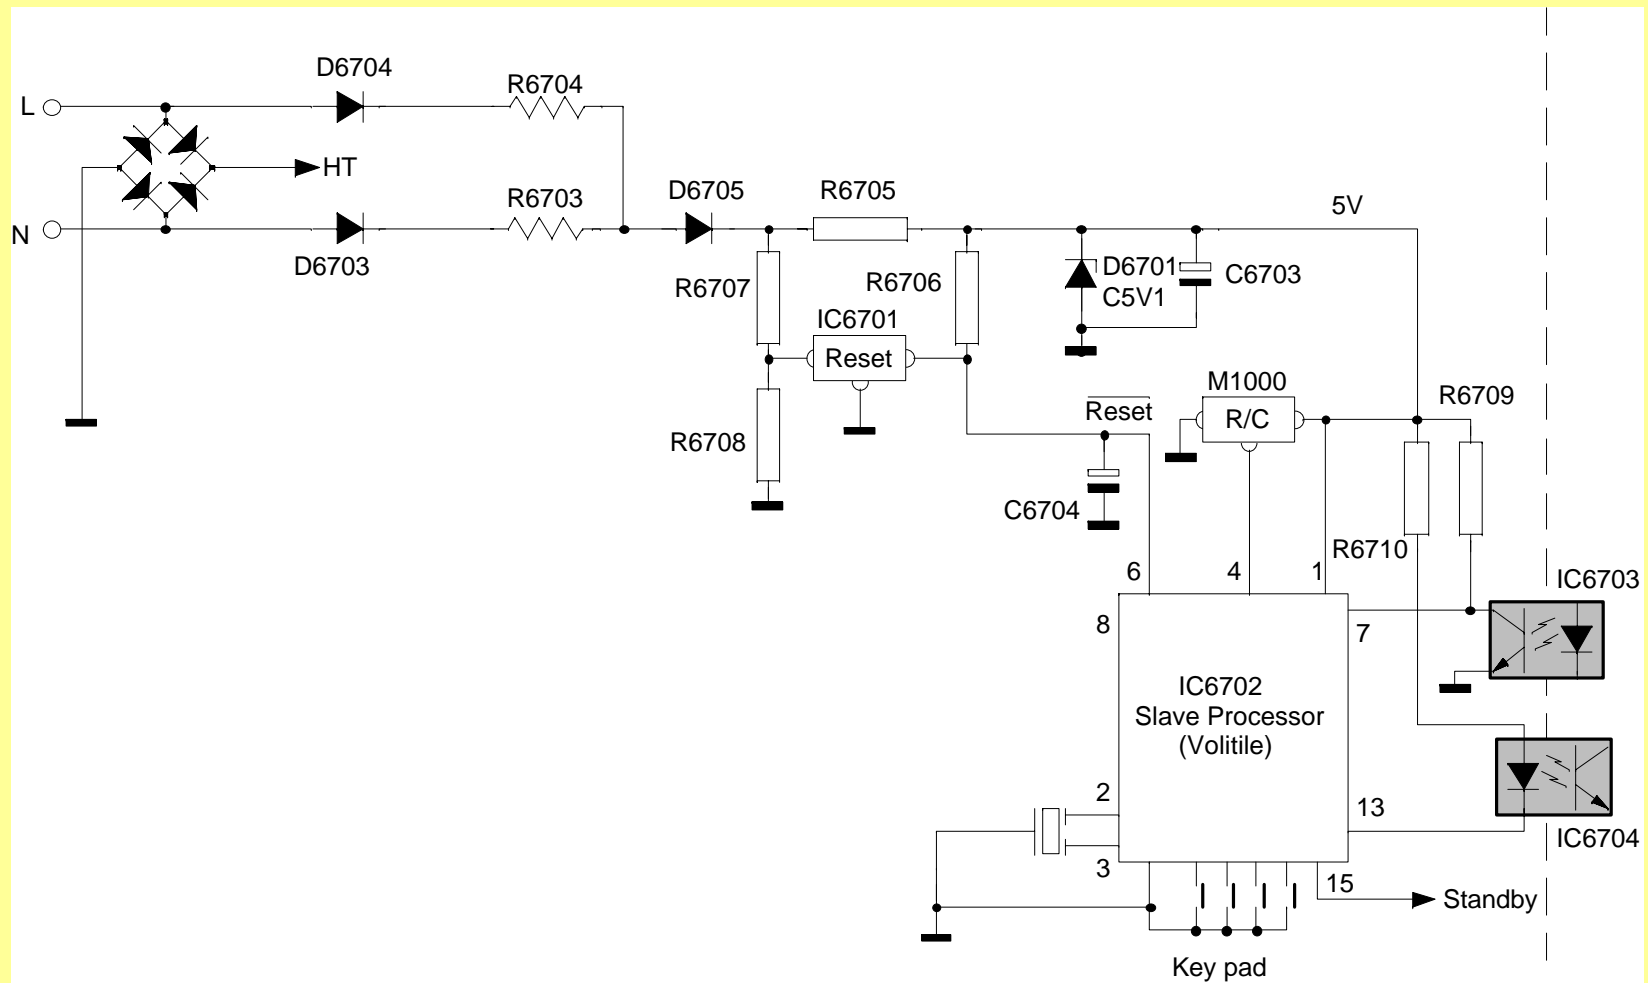 D6704
R6704
L
HT
R6703
D6705
R6705
5V
N
D6703
R6707
R6706
D6701
C5V1
C6703
IC6701
Reset
M1000
R6709
Reset
R/C
R6708
C6704
R6710
6
4
1
IC6703
8
7
IC6702
Slave Processor
(Volitile)
2
13
IC6704
3
15
Standby
Key pad